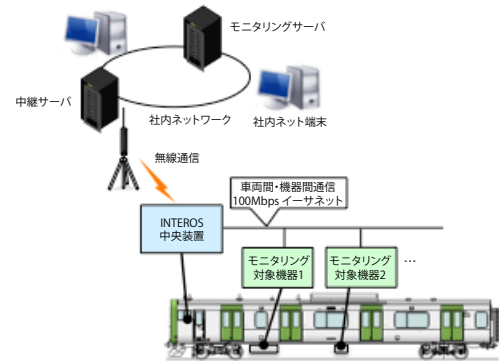 モニタリングサーバ
中継サーバ
社内ネットワーク
社内ネット端末
無線通信
車両間・機器間通信
100Mbps イーサネット
INTEROS
中央装置
モニタリング
対象機器1
モニタリング
対象機器2
…